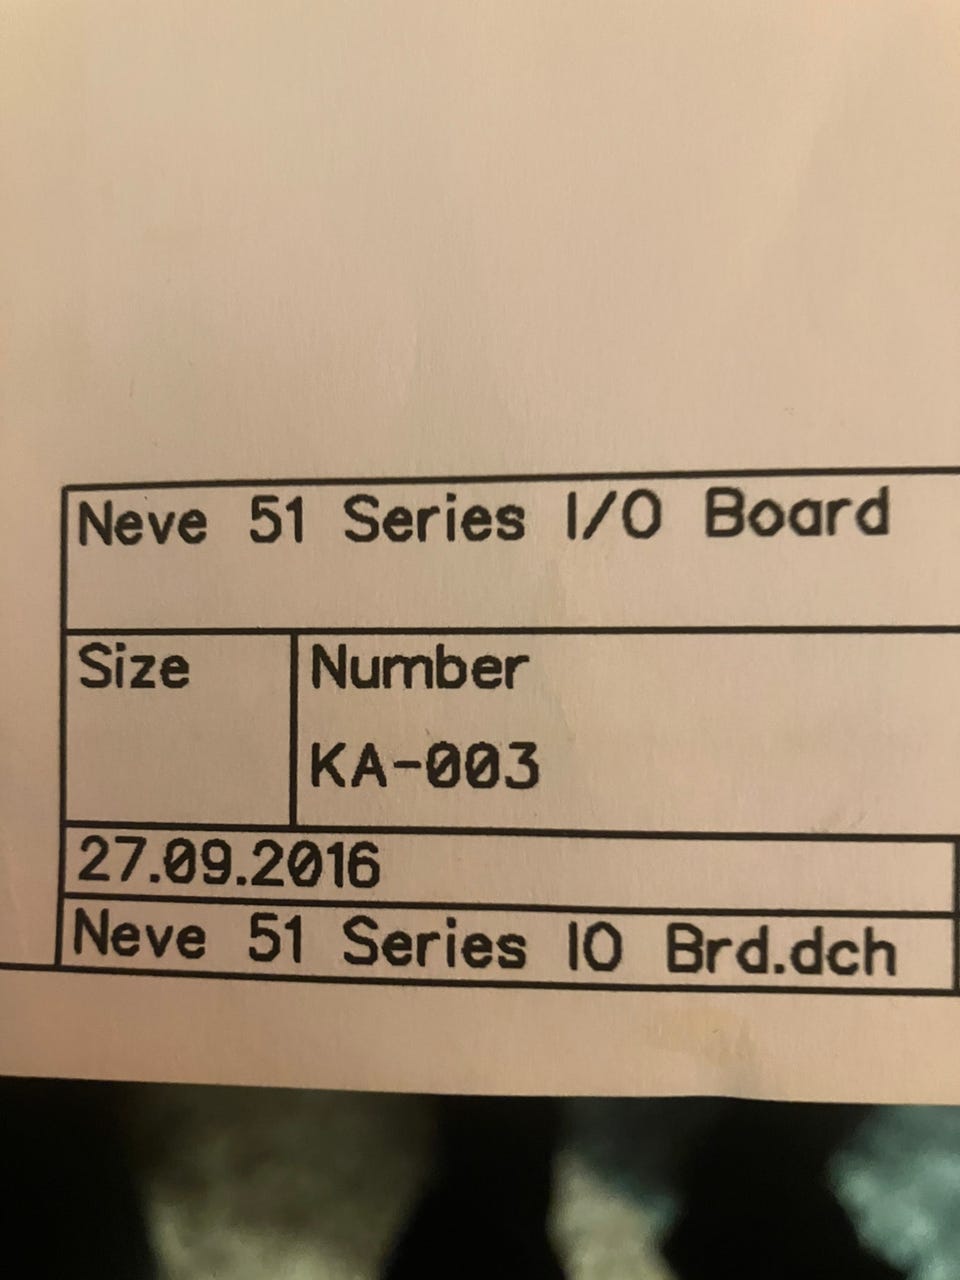 Neve 51 Series I/O Board
Size
Number
KA-003
27.09.2016
Neve 51 Series IO Brd.dch